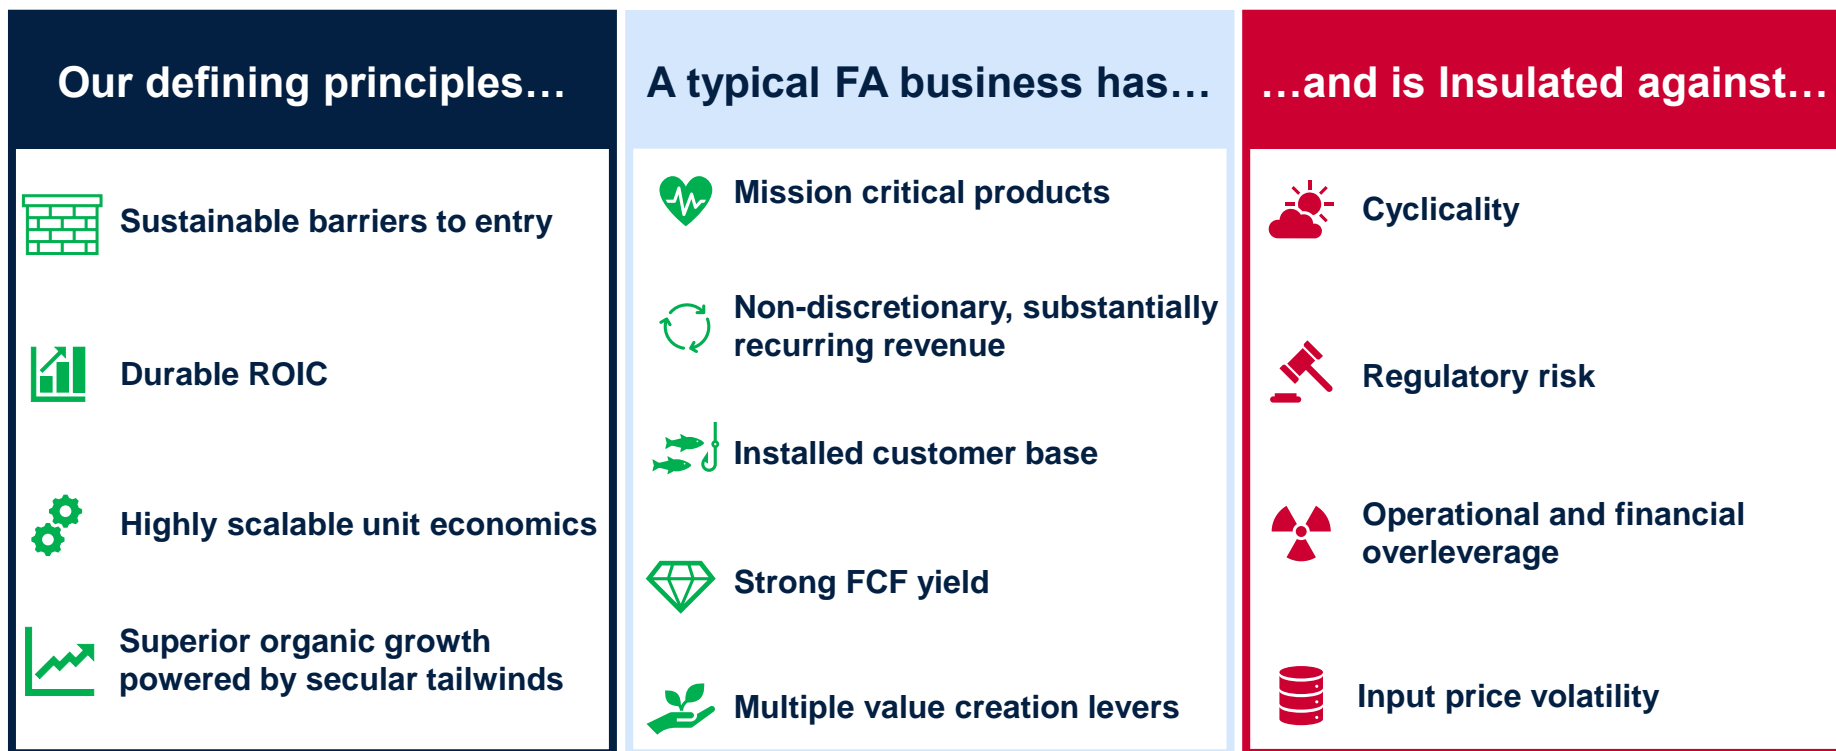 Our defining principles…
Sustainable barriers to entry
Durable ROIC
Highly scalable unit economics
Superior organic growth
powered by secular tailwinds
A typical FA business has…
Mission critical products
Non-discretionary, substantially
recurring revenue
Installed customer base
Strong FCF yield
Multiple value creation levers
…and is Insulated against…
Cyclicality
Regulatory risk
Operational and financial
overleverage
Input price volatility